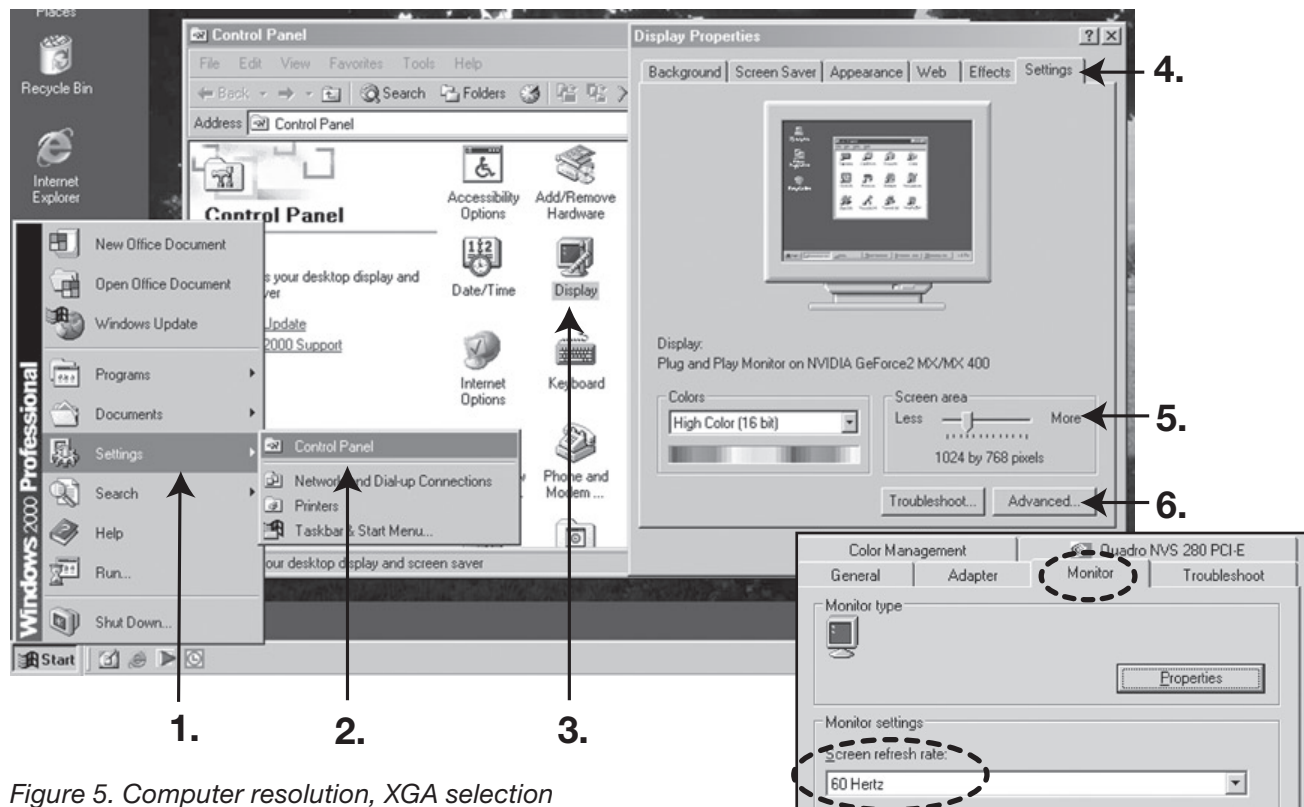 Places
Recycle Bin
Internet
Explorer
Control Panel
File Edit View Favorites Tools Help
Back Search Folders
Address Control Panel
Control Panel
s your desktop display and
ver
Update
2000 Support
Accessibility
Options
Add/Remove
Hardware
Date/Time
Display
Internet
Options
Keyboard
Phone and
Modem ...
our desktop display and screen saver
Windows 2000 Professional
New Office Document
Open Office Document
Windows Update
Programs
Documents
Settings
Search
Help
Run...
Shut Down...
Start
Control Panel
Network and Dial-up Connections
Printers
Taskbar & Start Menu...
Display Properties
Background Screen Saver Appearance Web Effects Settings
4.
Display:
Plug and Play Monitor on NVIDIA GeForce2 MX/MX 400
Colors
High Color (16 bit)
Screen area
Less More
5.
1024 by 768 pixels
Troubleshoot... Advanced...
6.
Color Management Quadro NVS 280 PCI-E
General Adapter Monitor Troubleshoot
Monitor type
Properties
Monitor settings
Screen refresh rate:
60 Hertz
1.
2.
3.
Figure 5. Computer resolution, XGA selection